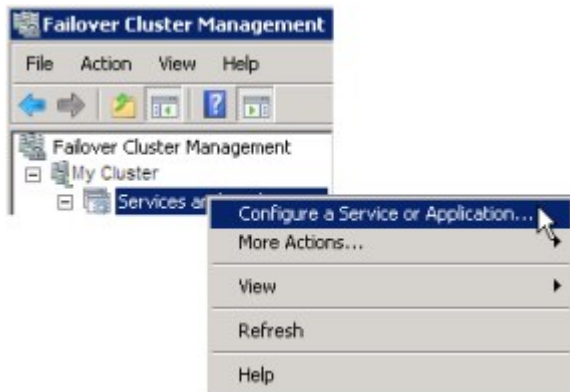 Failover Cluster Management
File Action View Help
Failover Cluster Management
My Cluster
Services a
Configure a Service or Application...
More Actions...
View
Refresh
Help